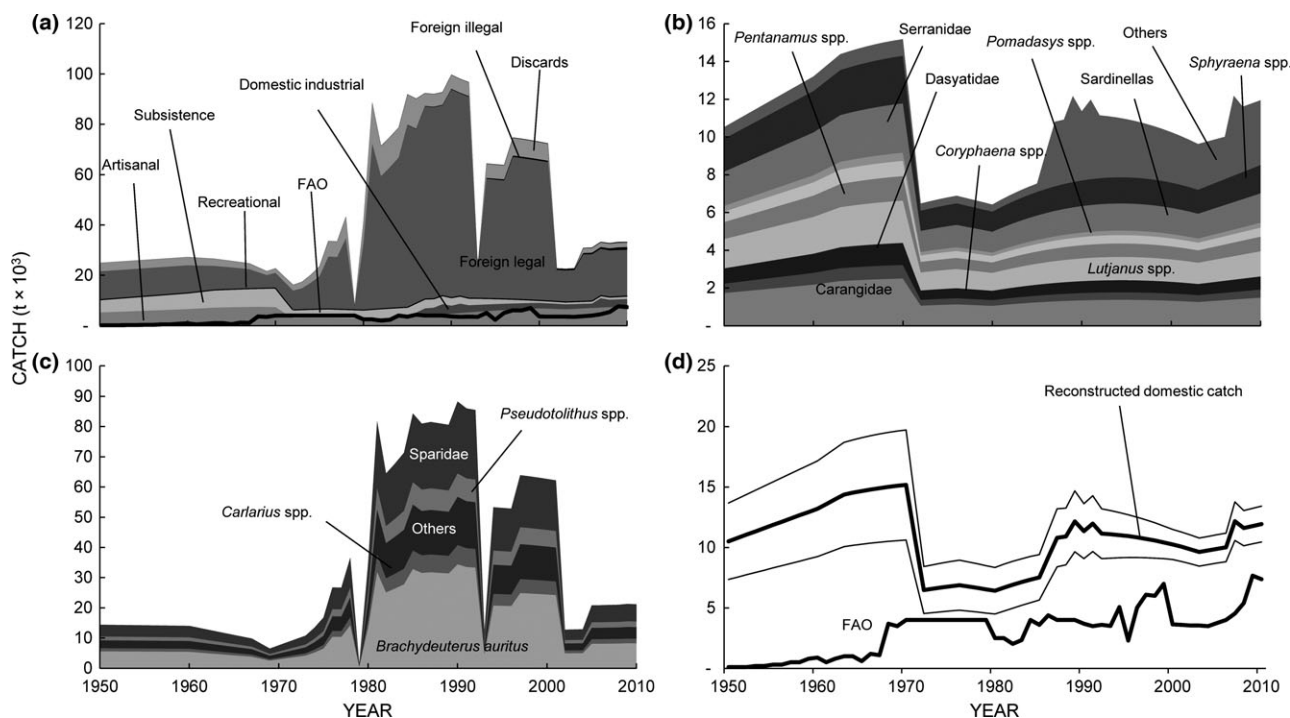 (a)
120
100
80
60
40
20
-
Foreign illegal
Discards
Domestic industrial
Subsistence
Artisanal
FAO
Recreational
Foreign legal
(b)
16
14
12
10
8
6
4
2
-
Serranidae
Pentanamus spp.
Pomadasys spp.
Others
Sphyraena spp.
Dasyatidae
Sardinellas
Coryphaena spp.
Lutjanus spp.
Carangidae
CATCH (t × 10³)
(c)
100
90
80
70
60
50
40
30
20
10
0
Pseudotolithus spp.
Sparidae
Carlarius spp.
Others
Brachydeuterus auritus
1950 1960 1970 1980 1990 2000 2010
YEAR
(d)
25
20
15
10
5
-
Reconstructed domestic catch
FAO
1950 1960 1970 1980 1990 2000 2010
YEAR